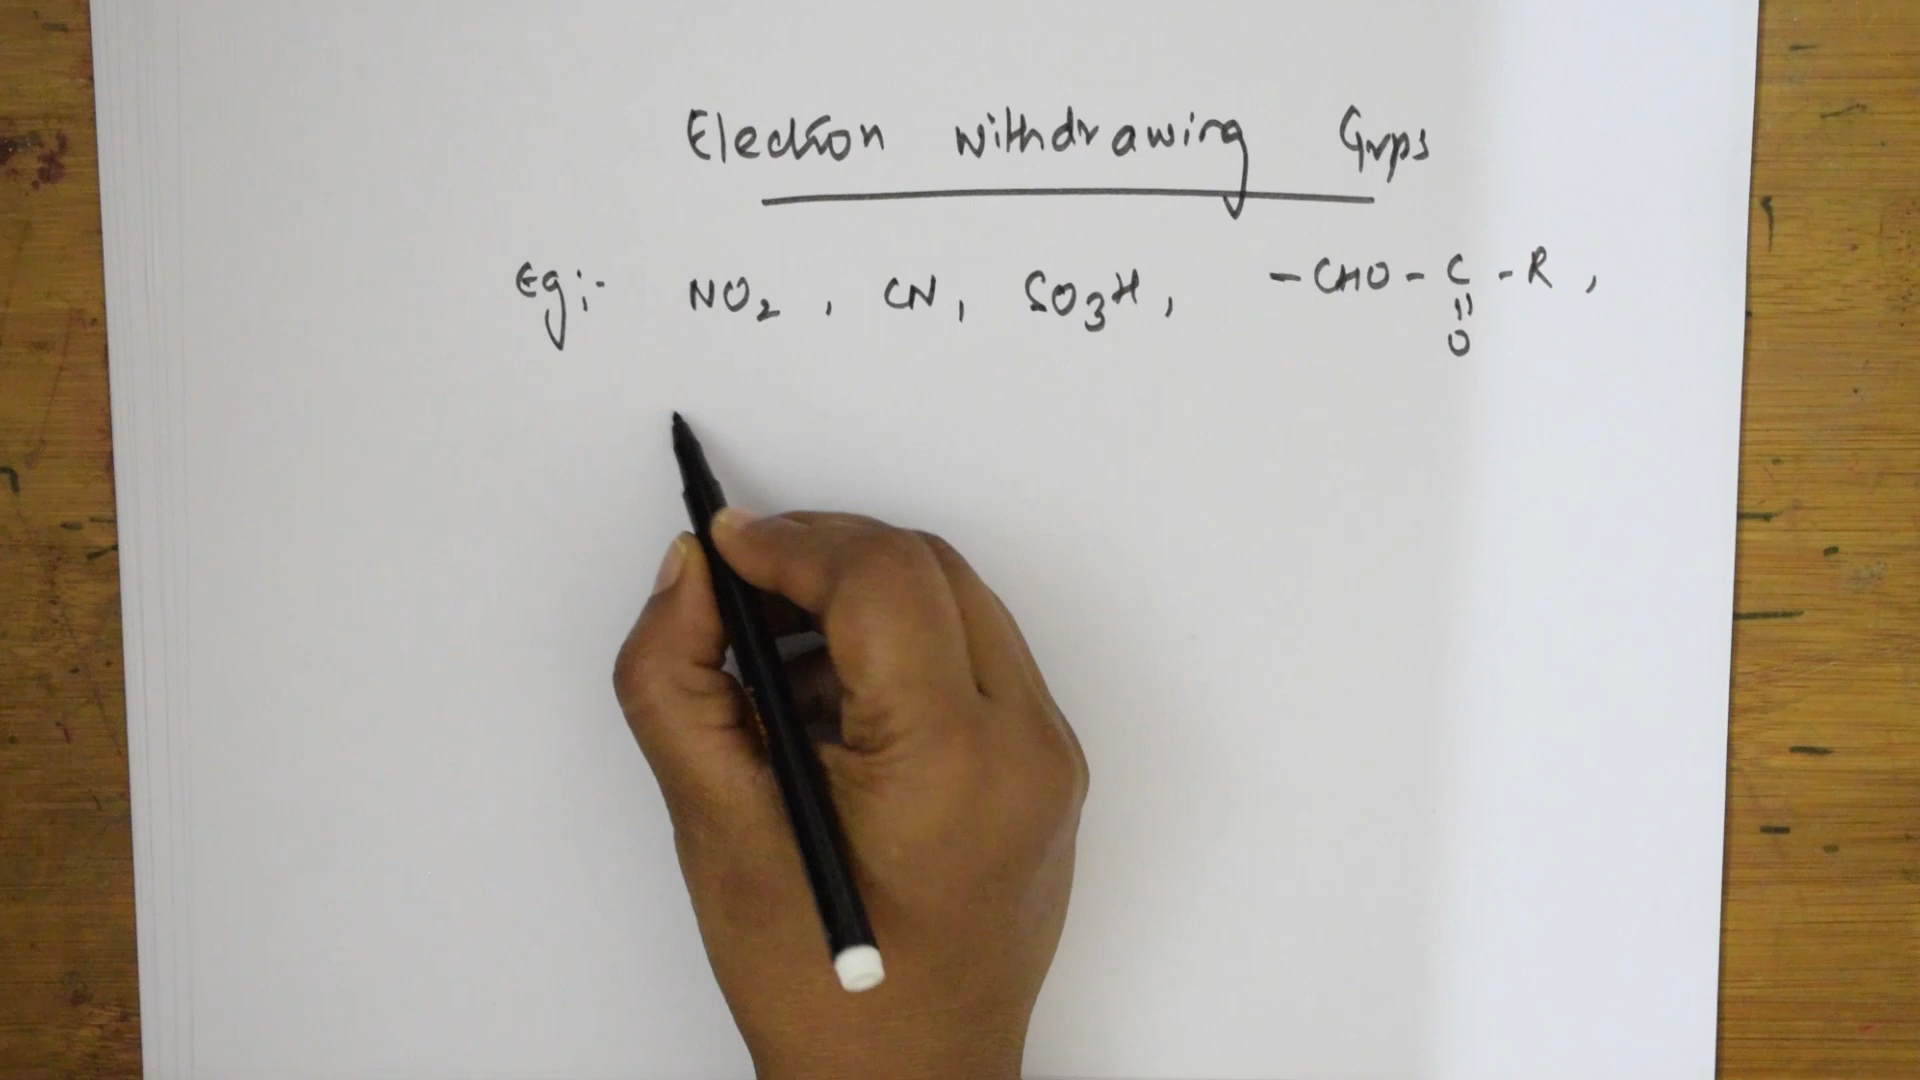 Electron withdrawing Grps
Eg:- NO₂, CN, SO₃H, -CHO - C - R,
॥
O